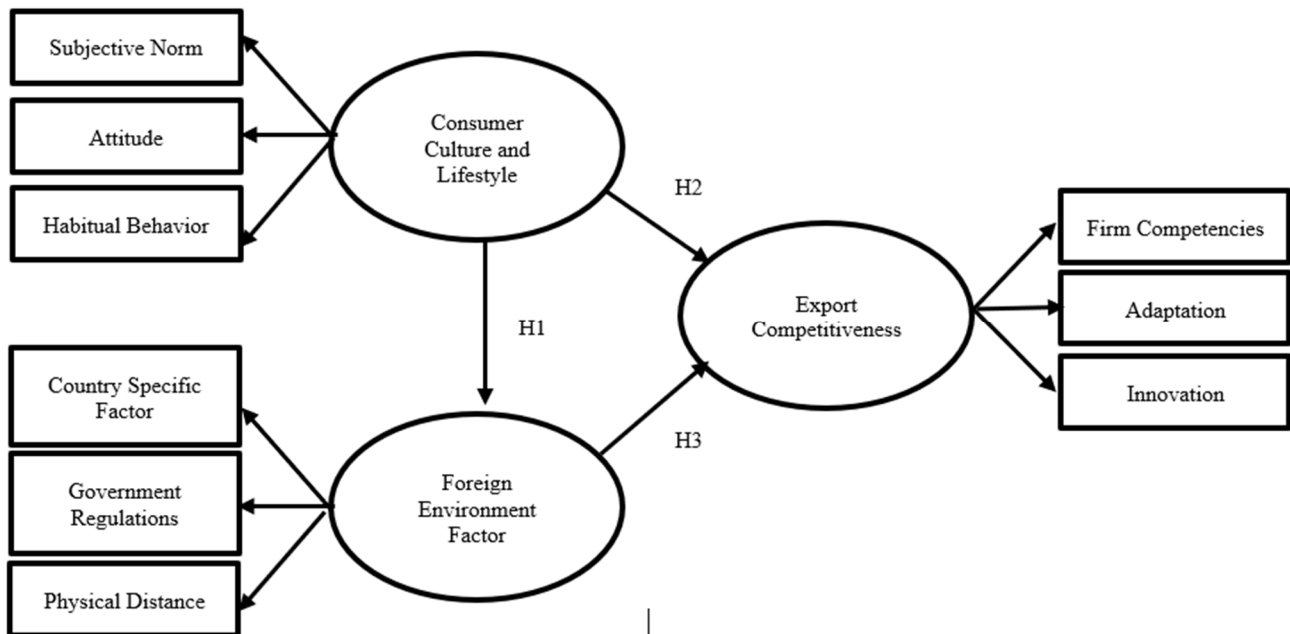 Subjective Norm
Attitude
Habitual Behavior
Consumer
Culture and
Lifestyle
H2
Firm Competencies
Adaptation
Innovation
Export
Competitiveness
H1
Country Specific
Factor
Government
Regulations
Physical Distance
Foreign
Environment
Factor
H3